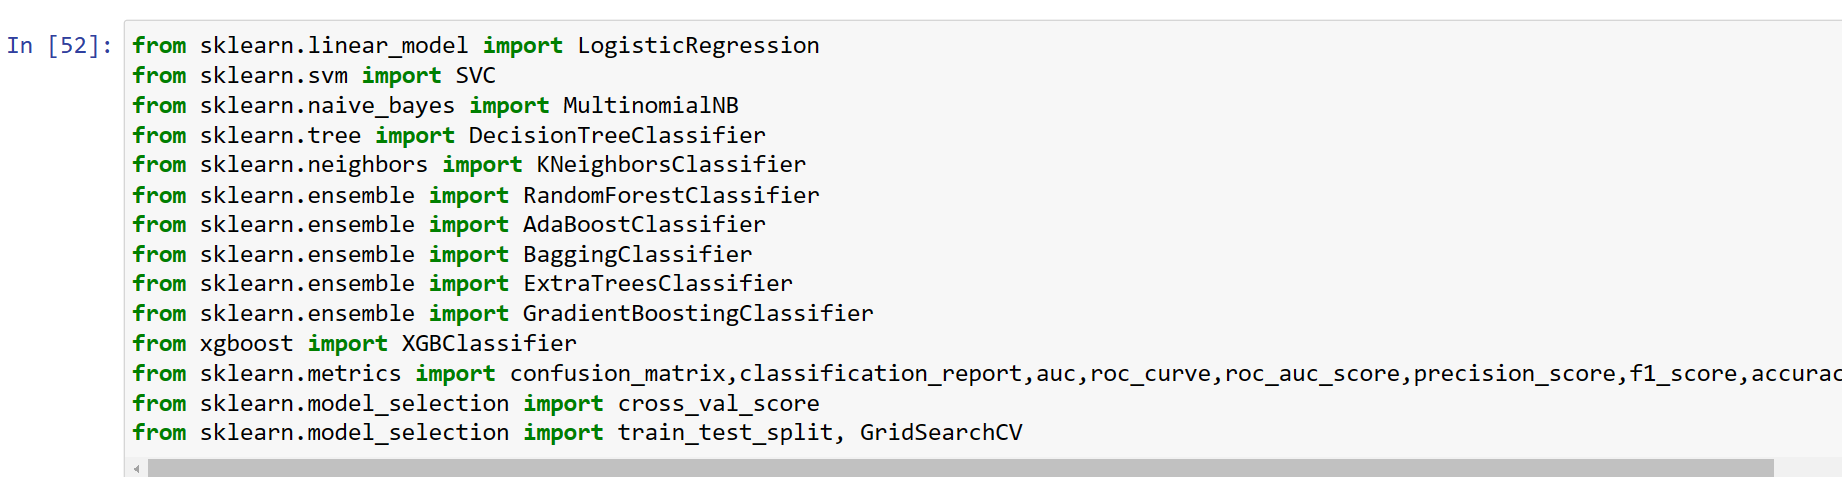 In [52]:
from sklearn.linear_model import LogisticRegression
from sklearn.svm import SVC
from sklearn.naive_bayes import MultinomialNB
from sklearn.tree import DecisionTreeClassifier
from sklearn.neighbors import KNeighborsClassifier
from sklearn.ensemble import RandomForestClassifier
from sklearn.ensemble import AdaBoostClassifier
from sklearn.ensemble import BaggingClassifier
from sklearn.ensemble import ExtraTreesClassifier
from sklearn.ensemble import GradientBoostingClassifier
from xgboost import XGBClassifier
from sklearn.metrics import confusion_matrix,classification_report,auc,roc_curve,roc_auc_score,precision_score,f1_score,accurac
from sklearn.model_selection import cross_val_score
from sklearn.model_selection import train_test_split, GridSearchCV